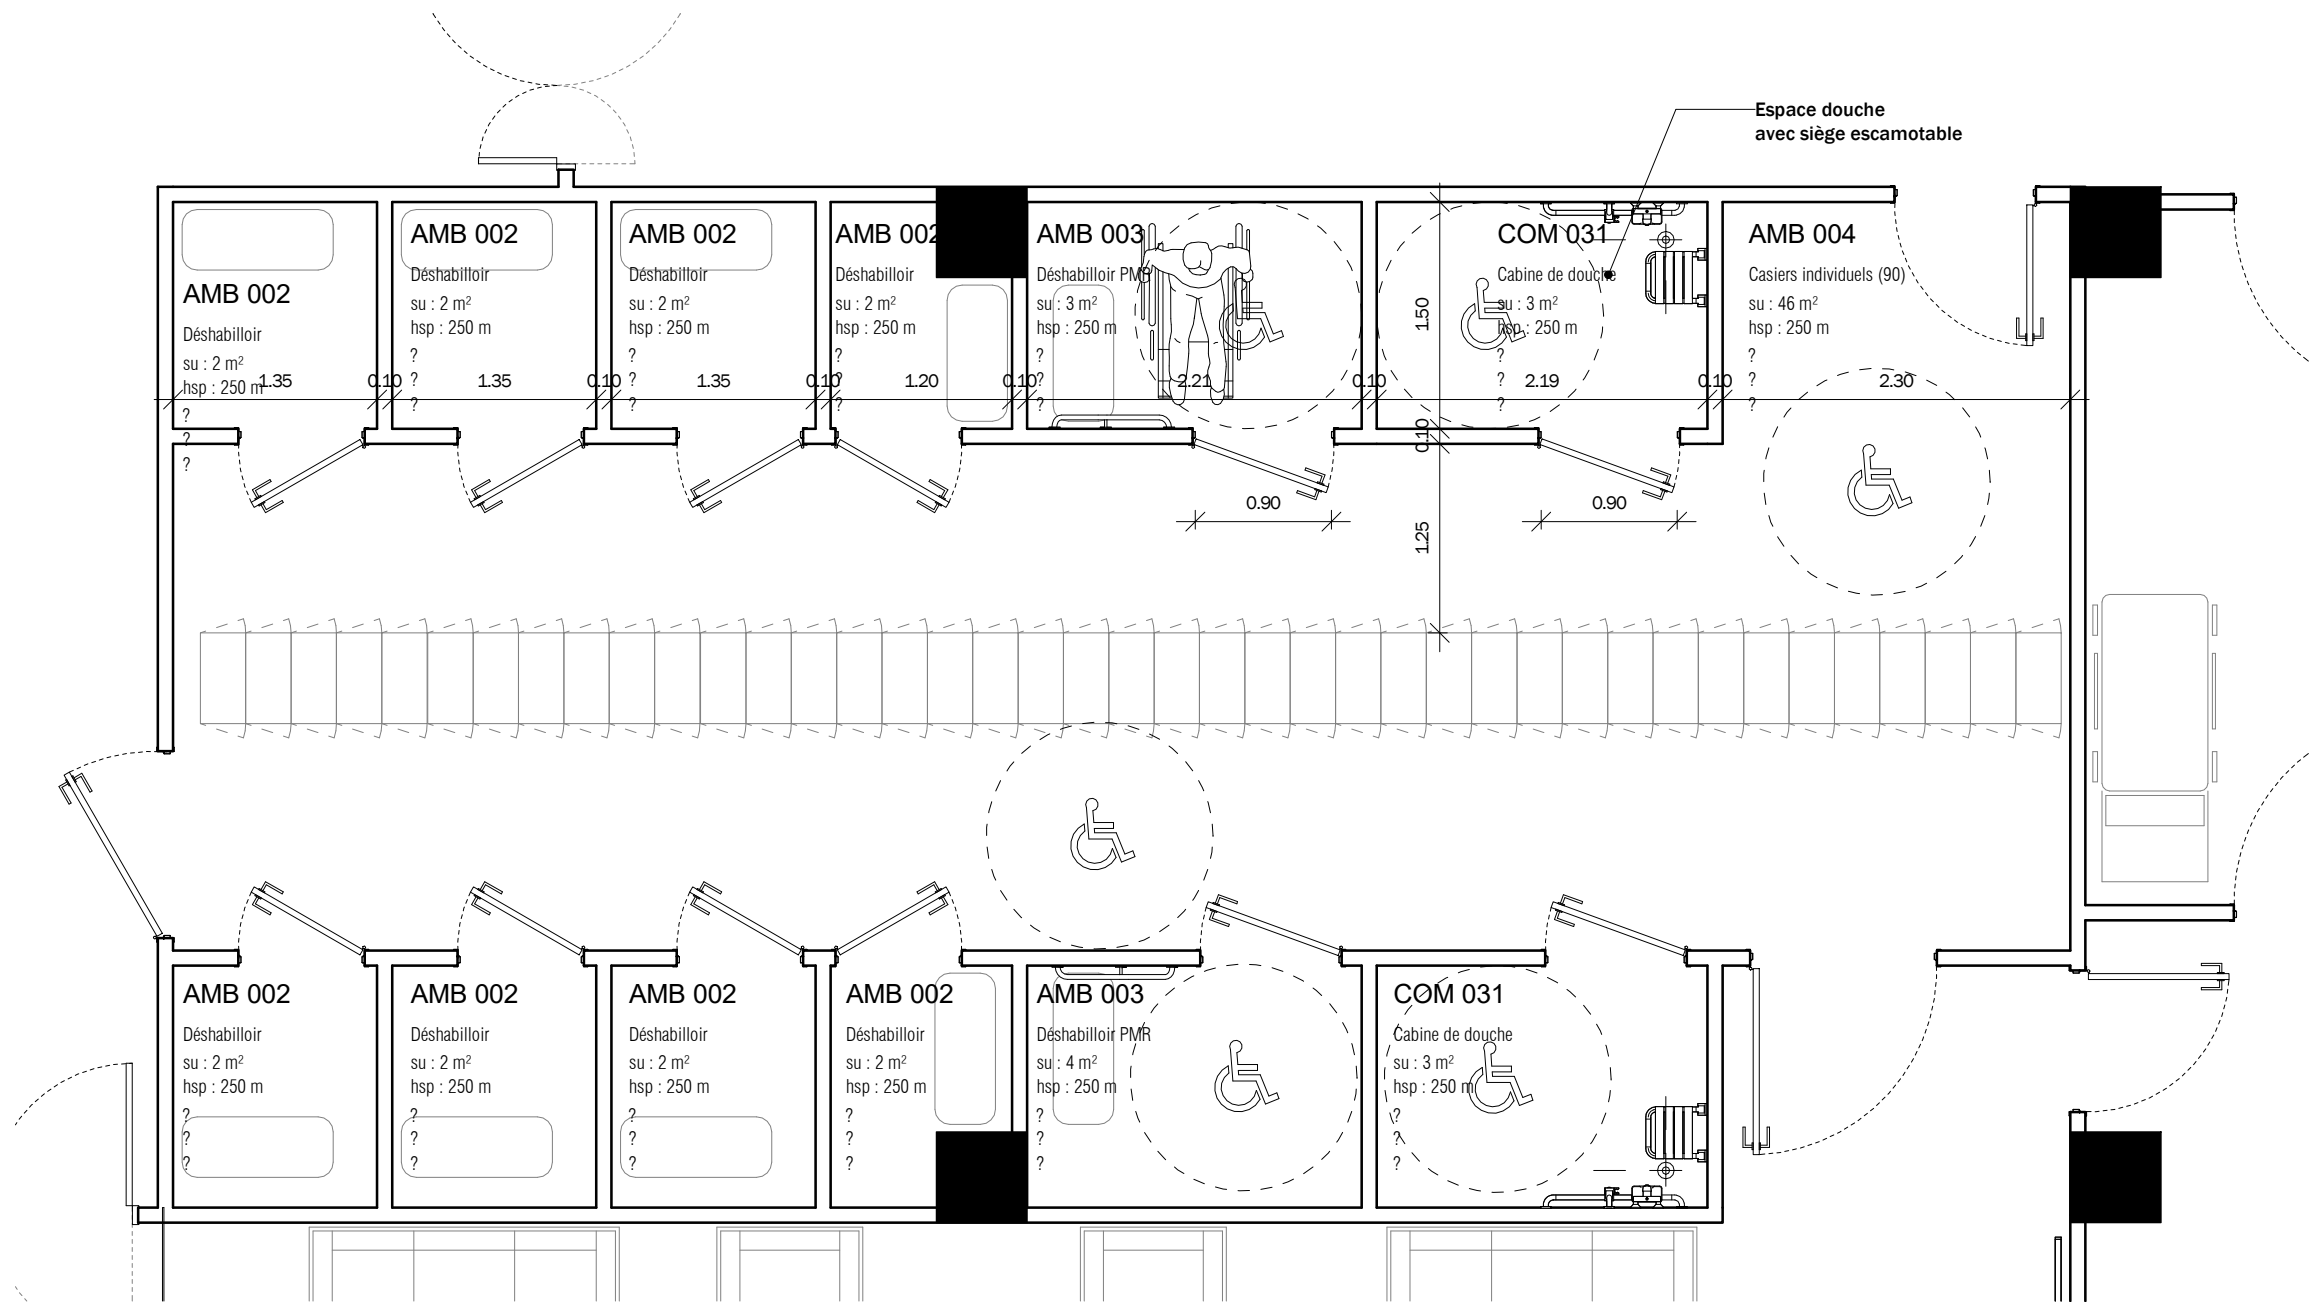 Espace douche
avec siège escamotable
AMB 002
Déshabilloir
su : 2 m²
hsp : 250 m
?
?
?
AMB 002
Déshabilloir
su : 2 m²
hsp : 250 m
?
?
?
AMB 002
Déshabilloir
su : 2 m²
hsp : 250 m
?
?
?
AMB 002
Déshabilloir
su : 2 m²
hsp : 250 m
?
?
?
AMB 003
Déshabilloir PMR
su : 3 m²
hsp : 250 m
?
?
?
COM 031
Cabine de douche
su : 3 m²
hsp : 250 m
?
?
?
AMB 004
Casiers individuels (90)
su : 46 m²
hsp : 250 m
?
?
?
1.35
0.10
1.35
0.10
1.35
0.10
1.20
0.10
2.21
0.10
2.19
0.10
2.30
1.50
0.10
1.25
0.90
0.90
AMB 002
Déshabilloir
su : 2 m²
hsp : 250 m
?
?
?
AMB 002
Déshabilloir
su : 2 m²
hsp : 250 m
?
?
?
AMB 002
Déshabilloir
su : 2 m²
hsp : 250 m
?
?
?
AMB 002
Déshabilloir
su : 2 m²
hsp : 250 m
?
?
?
AMB 003
Déshabilloir PMR
su : 4 m²
hsp : 250 m
?
?
?
COM 031
Cabine de douche
su : 3 m²
hsp : 250 m
?
?
?